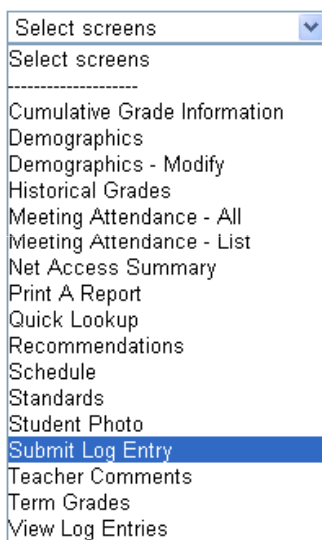 Select screens
Select screens
-------------------
Cumulative Grade Information
Demographics
Demographics - Modify
Historical Grades
Meeting Attendance - All
Meeting Attendance - List
Net Access Summary
Print A Report
Quick Lookup
Recommendations
Schedule
Standards
Student Photo
Submit Log Entry
Teacher Comments
Term Grades
View Log Entries